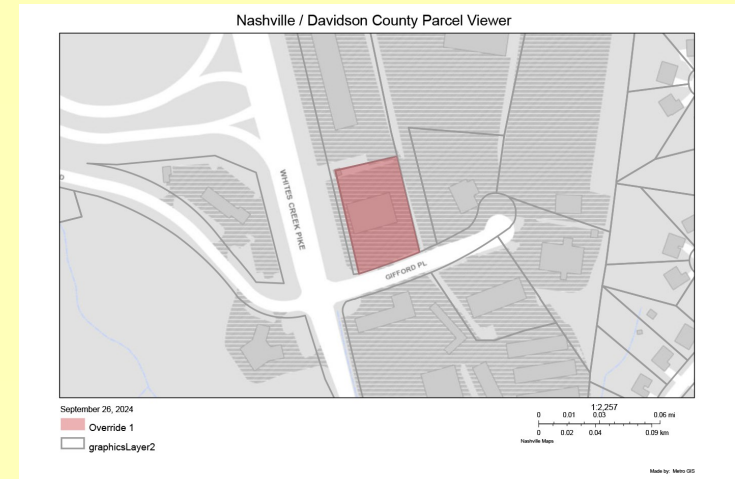 Nashville / Davidson County Parcel Viewer
D
WHITES CREEK PIKE
GIFFORD PL
September 26, 2024
Override 1
graphicsLayer2
1:2,257
0 0.01 0.03 0.06 mi
0 0.02 0.04 0.09 km
Nashville Maps
Made by: Metro GIS